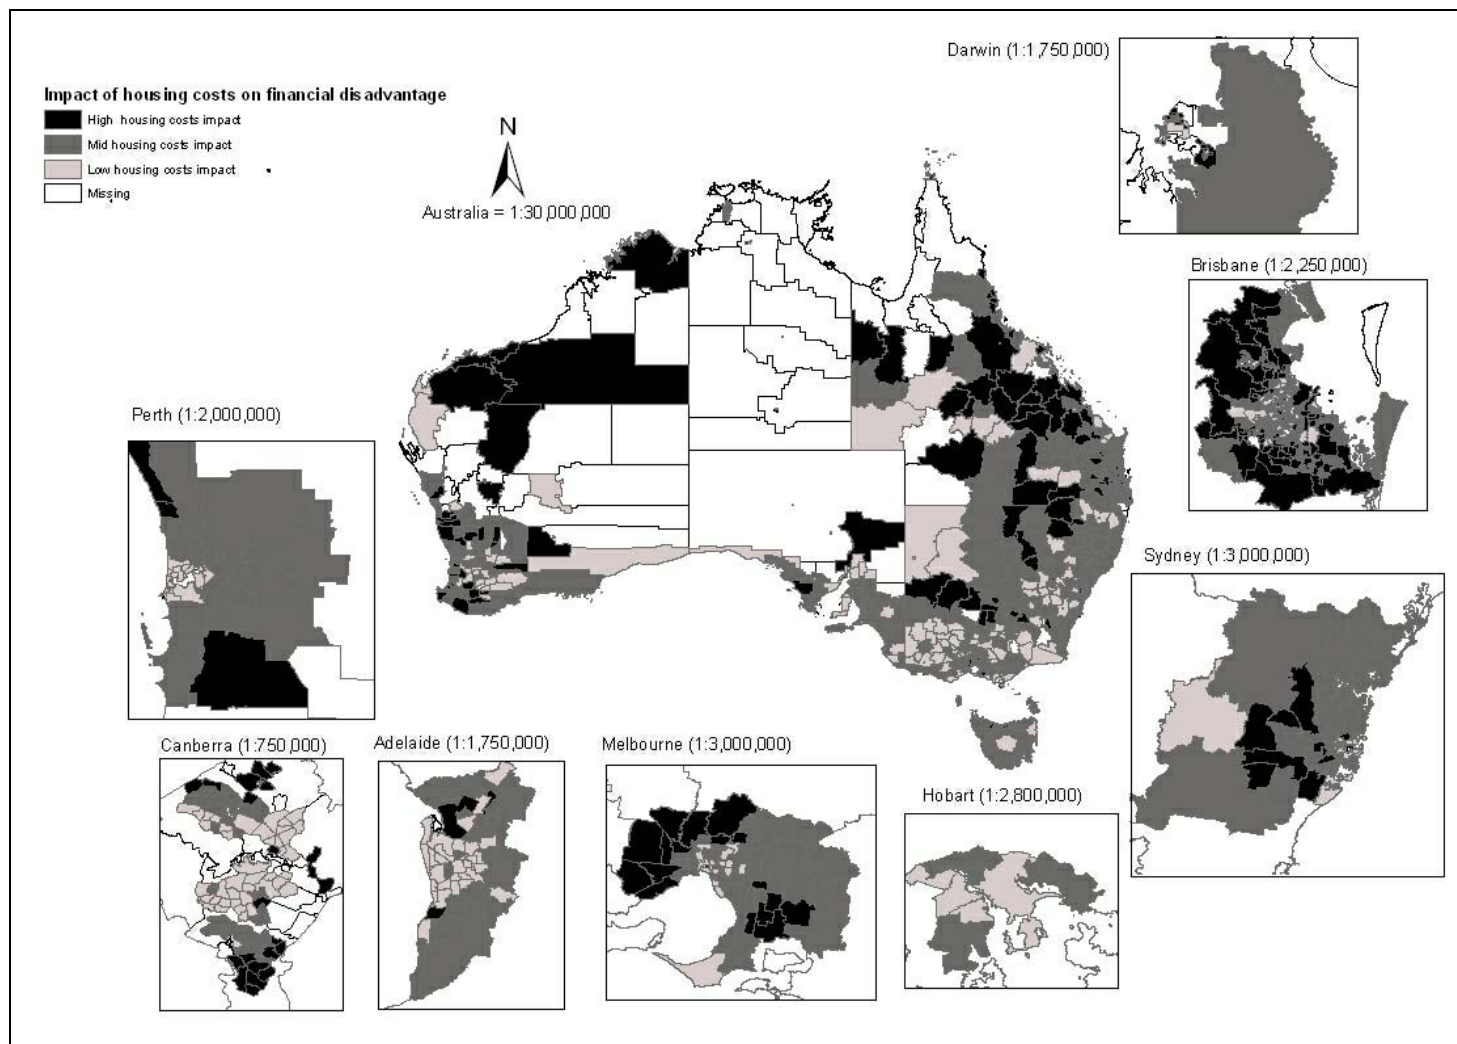 Impact of housing costs on financial disadvantage
High housing costs impact
Mid housing costs impact
Low housing costs impact
Missing
N
Australia = 1:30,000,000
Darwin (1:1,750,000)
Brisbane (1:2,250,000)
Perth (1:2,000,000)
Sydney (1:3,000,000)
Canberra (1:750,000)
Adelaide (1:1,750,000)
Melbourne (1:3,000,000)
Hobart (1:2,800,000)